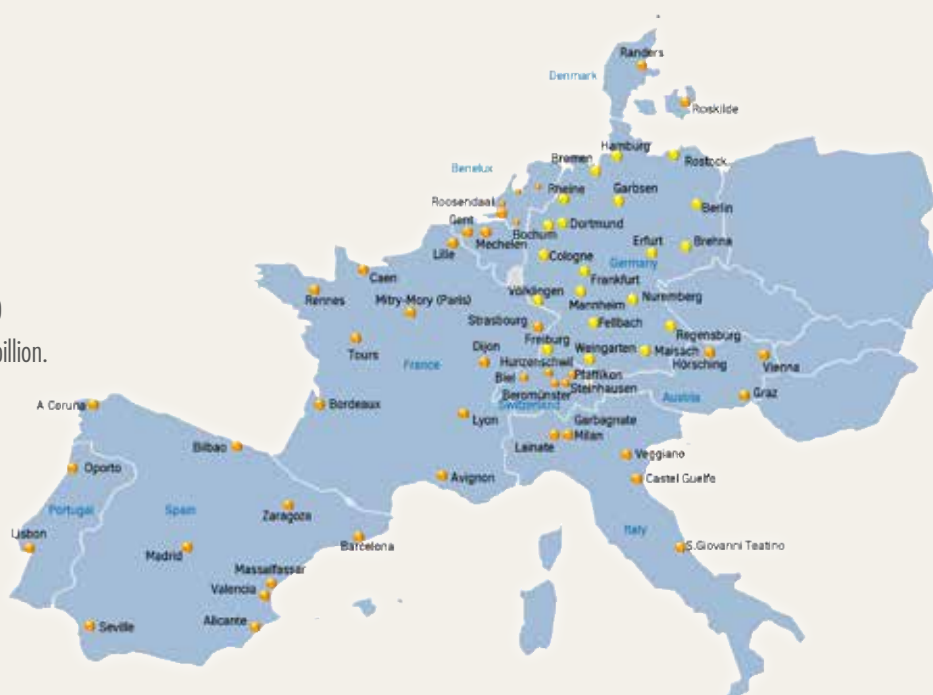 Randers
Denmark
Roskilde
Hamburg
Bremen
Rostock
Benelux
Rheine
Garbsen
Roosendaal
Berlin
Gent
Dortmund
Bochum
Mechelen
Erfurt
Brehna
Lille
Cologne
Germany
Caen
Frankfurt
Völklingen
Rennes
Mitry-Mory (Paris)
Mannheim
Nuremberg
)
Strasbourg
Fellbach
Regensburg
billion.
Tours
Dijon
Freiburg
Weingarten
Maisach
France
Hunzenschwil
Hörsching
Vienna
Biel
Pfäffikon
Steinhausen
Beromünster
Graz
A Coruna
Bordeaux
Switzerland
Austria
Lyon
Garbagnate
Bilbao
Lainate
Milan
Veggiano
Oporto
Avignon
Castel Guelfo
Portugal
Spain
Zaragoza
Italy
Lisbon
Madrid
Barcelona
S.Giovanni Teatino
Massalfassar
Valencia
Seville
Alicante